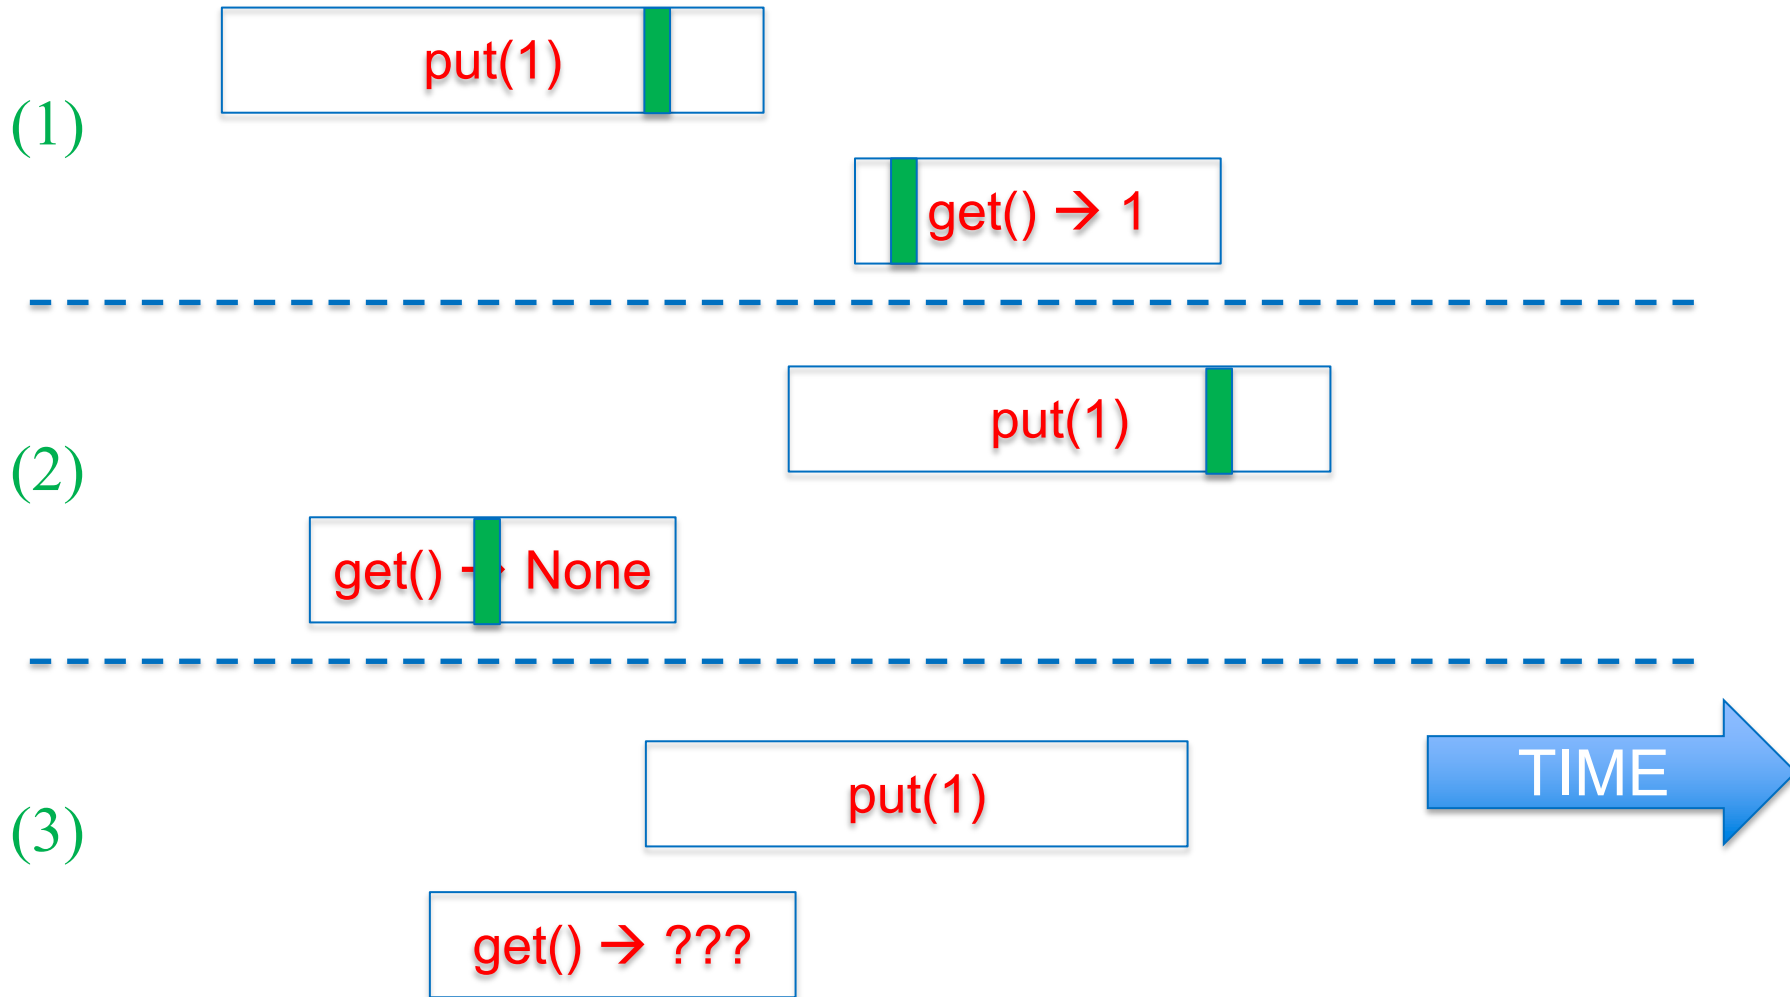 put(1)
(1)
get() → 1
put(1)
(2)
get() → None
put(1)
TIME
(3)
get() → ???